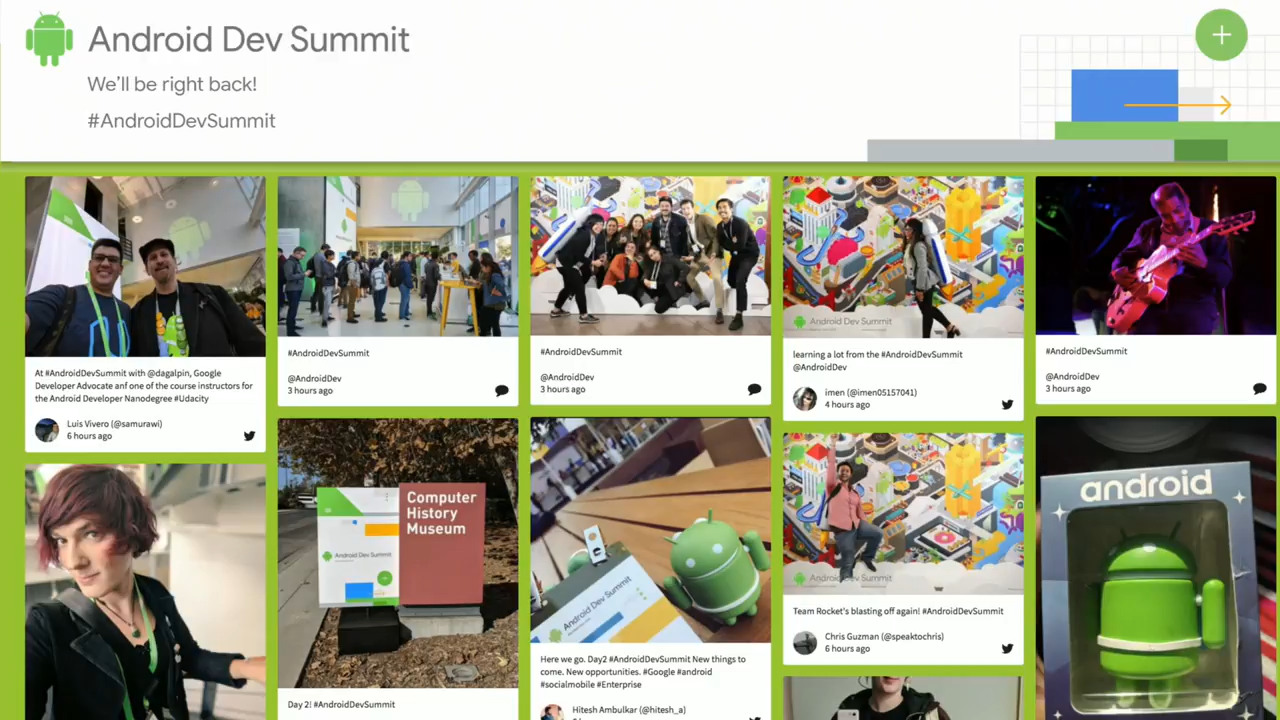 Android Dev Summit
We'll be right back!
#AndroidDevSummit
At #AndroidDevSummit with @dagalpin, Google
Developer Advocate anf one of the course instructors for
the Android Developer Nanodegree #Udacity
Luis Vivero (@samurawi)
6 hours ago
#AndroidDevSummit
@AndroidDev
3 hours ago
Computer
History
Museum
Android Dev Summit
Day 2! #AndroidDevSummit
#AndroidDevSummit
@AndroidDev
3 hours ago
Android Dev Summit
Here we go. Day2 #AndroidDevSummit New things to
come. New opportunities. #Google #android
#socialmobile #Enterprise
Hitesh Ambulkar (@hitesh_a)
Android Dev Summit
learning a lot from the #AndroidDevSummit
@AndroidDev
imen (@imen05157041)
4 hours ago
Android Dev Summit
Team Rocket's blasting off again! #AndroidDevSummit
Chris Guzman (@speaktochris)
6 hours ago
#AndroidDevSummit
@AndroidDev
3 hours ago
android